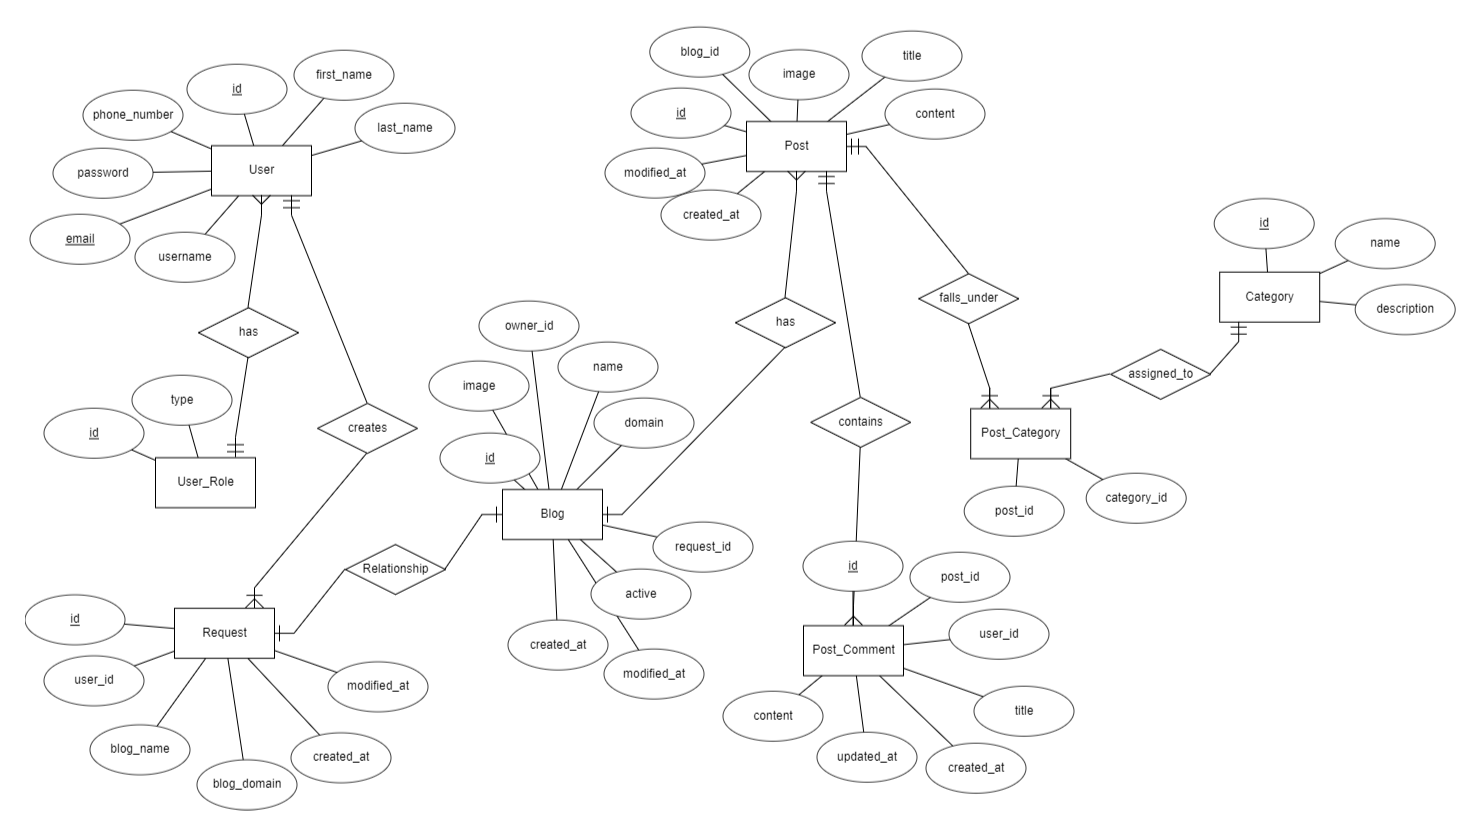 blog_id
title
image
first_name
id
content
phone_number
id
last_name
Post
User
password
modified_at
created_at
id
email
name
username
Category
falls_under
description
owner_id
has
has
name
assigned_to
image
type
domain
contains
creates
id
Post_Category
id
User_Role
category_id
post_id
Blog
request_id
Relationship
id
post_id
active
id
Request
user_id
created_at
Post_Comment
modified_at
user_id
modified_at
title
content
blog_name
created_at
updated_at
created_at
blog_domain